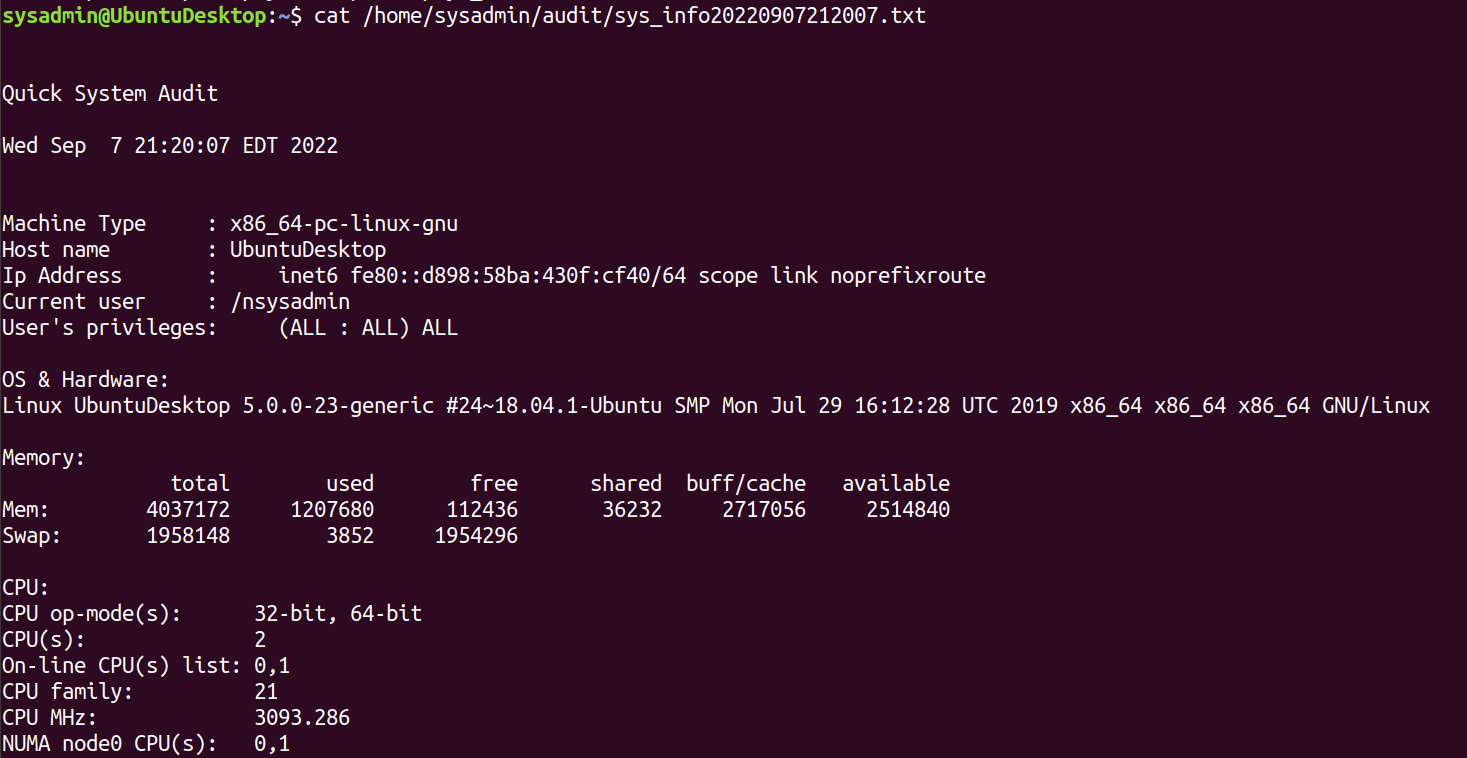 sysadmin@UbuntuDesktop:~$ cat /home/sysadmin/audit/sys_info20220907212007.txt
Quick System Audit
Wed Sep  7 21:20:07 EDT 2022
Machine Type     : x86_64-pc-linux-gnu
Host name        : UbuntuDesktop
Ip Address       :     inet6 fe80::d898:58ba:430f:cf40/64 scope link noprefixroute
Current user     : /nsysadmin
User's privileges:     (ALL : ALL) ALL
OS & Hardware:
Linux UbuntuDesktop 5.0.0-23-generic #24~18.04.1-Ubuntu SMP Mon Jul 29 16:12:28 UTC 2019 x86_64 x86_64 x86_64 GNU/Linux
Memory:
              total        used        free      shared  buff/cache   available
Mem:        4037172     1207680      112436       36232     2717056     2514840
Swap:       1958148        3852     1954296
CPU:
CPU op-mode(s):      32-bit, 64-bit
CPU(s):              2
On-line CPU(s) list: 0,1
CPU family:          21
CPU MHz:             3093.286
NUMA node0 CPU(s):   0,1